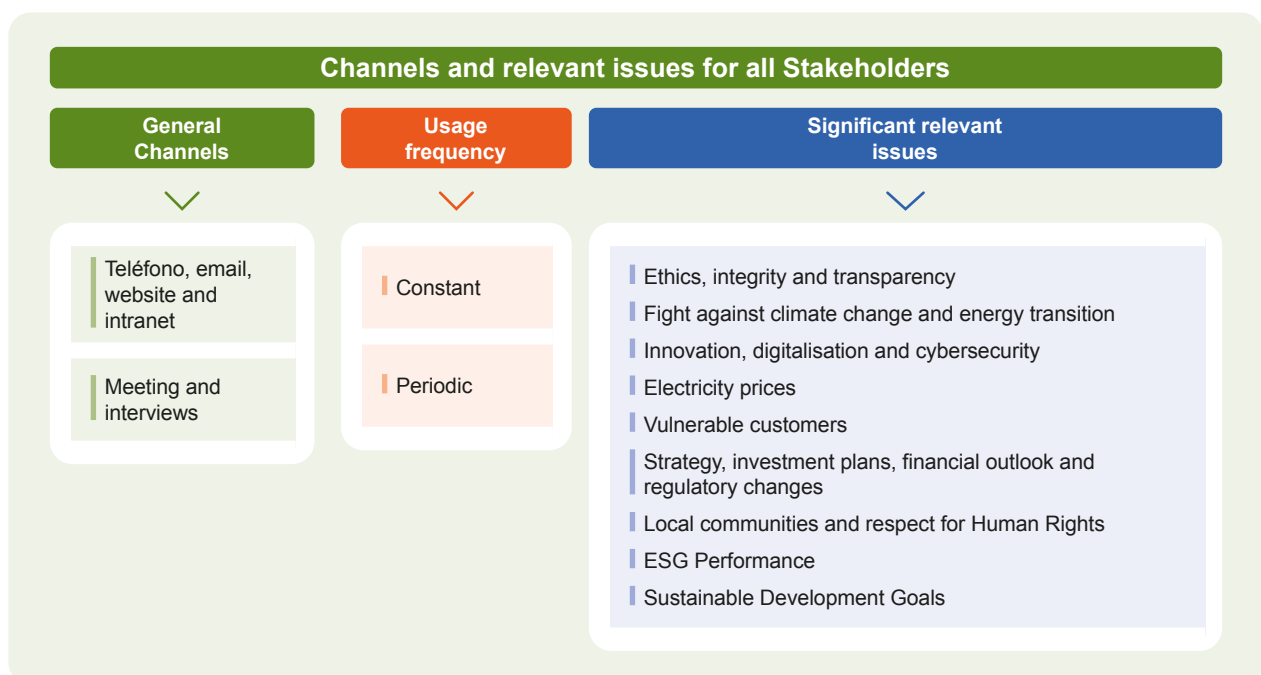 Channels and relevant issues for all Stakeholders
General
Channels
Usage
frequency
Significant relevant
issues
Teléfono, email,
website and
intranet
Meeting and
interviews
Constant
Periodic
Ethics, integrity and transparency
Fight against climate change and energy transition
Innovation, digitalisation and cybersecurity
Electricity prices
Vulnerable customers
Strategy, investment plans, financial outlook and
regulatory changes
Local communities and respect for Human Rights
ESG Performance
Sustainable Development Goals